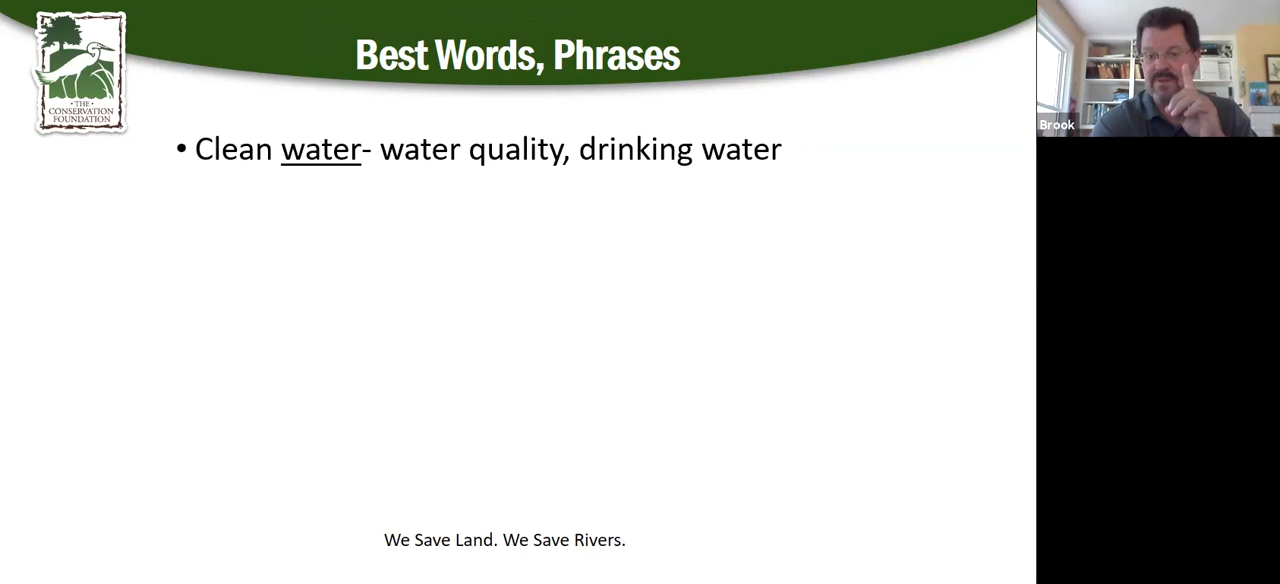 Best Words, Phrases
• THE •
CONSERVATION
FOUNDATION
Brook
• Clean water- water quality, drinking water
We Save Land. We Save Rivers.